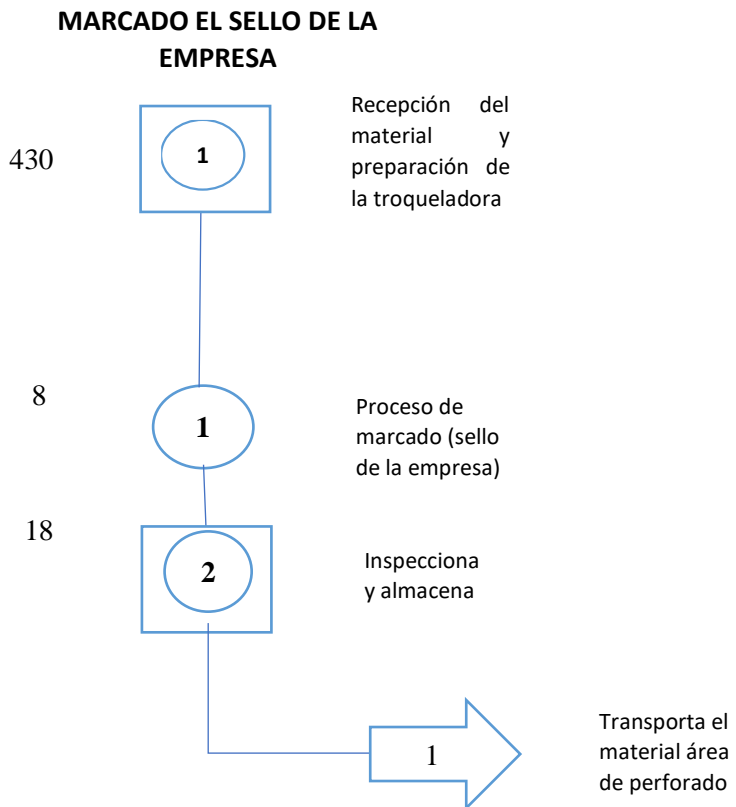 MARCADO EL SELLO DE LA
EMPRESA
430
1
Recepción del
material y
preparación de
la troqueladora
8
1
Proceso de
marcado (sello
de la empresa)
18
2
Inspecciona
y almacena
1
Transporta el
material área
de perforado